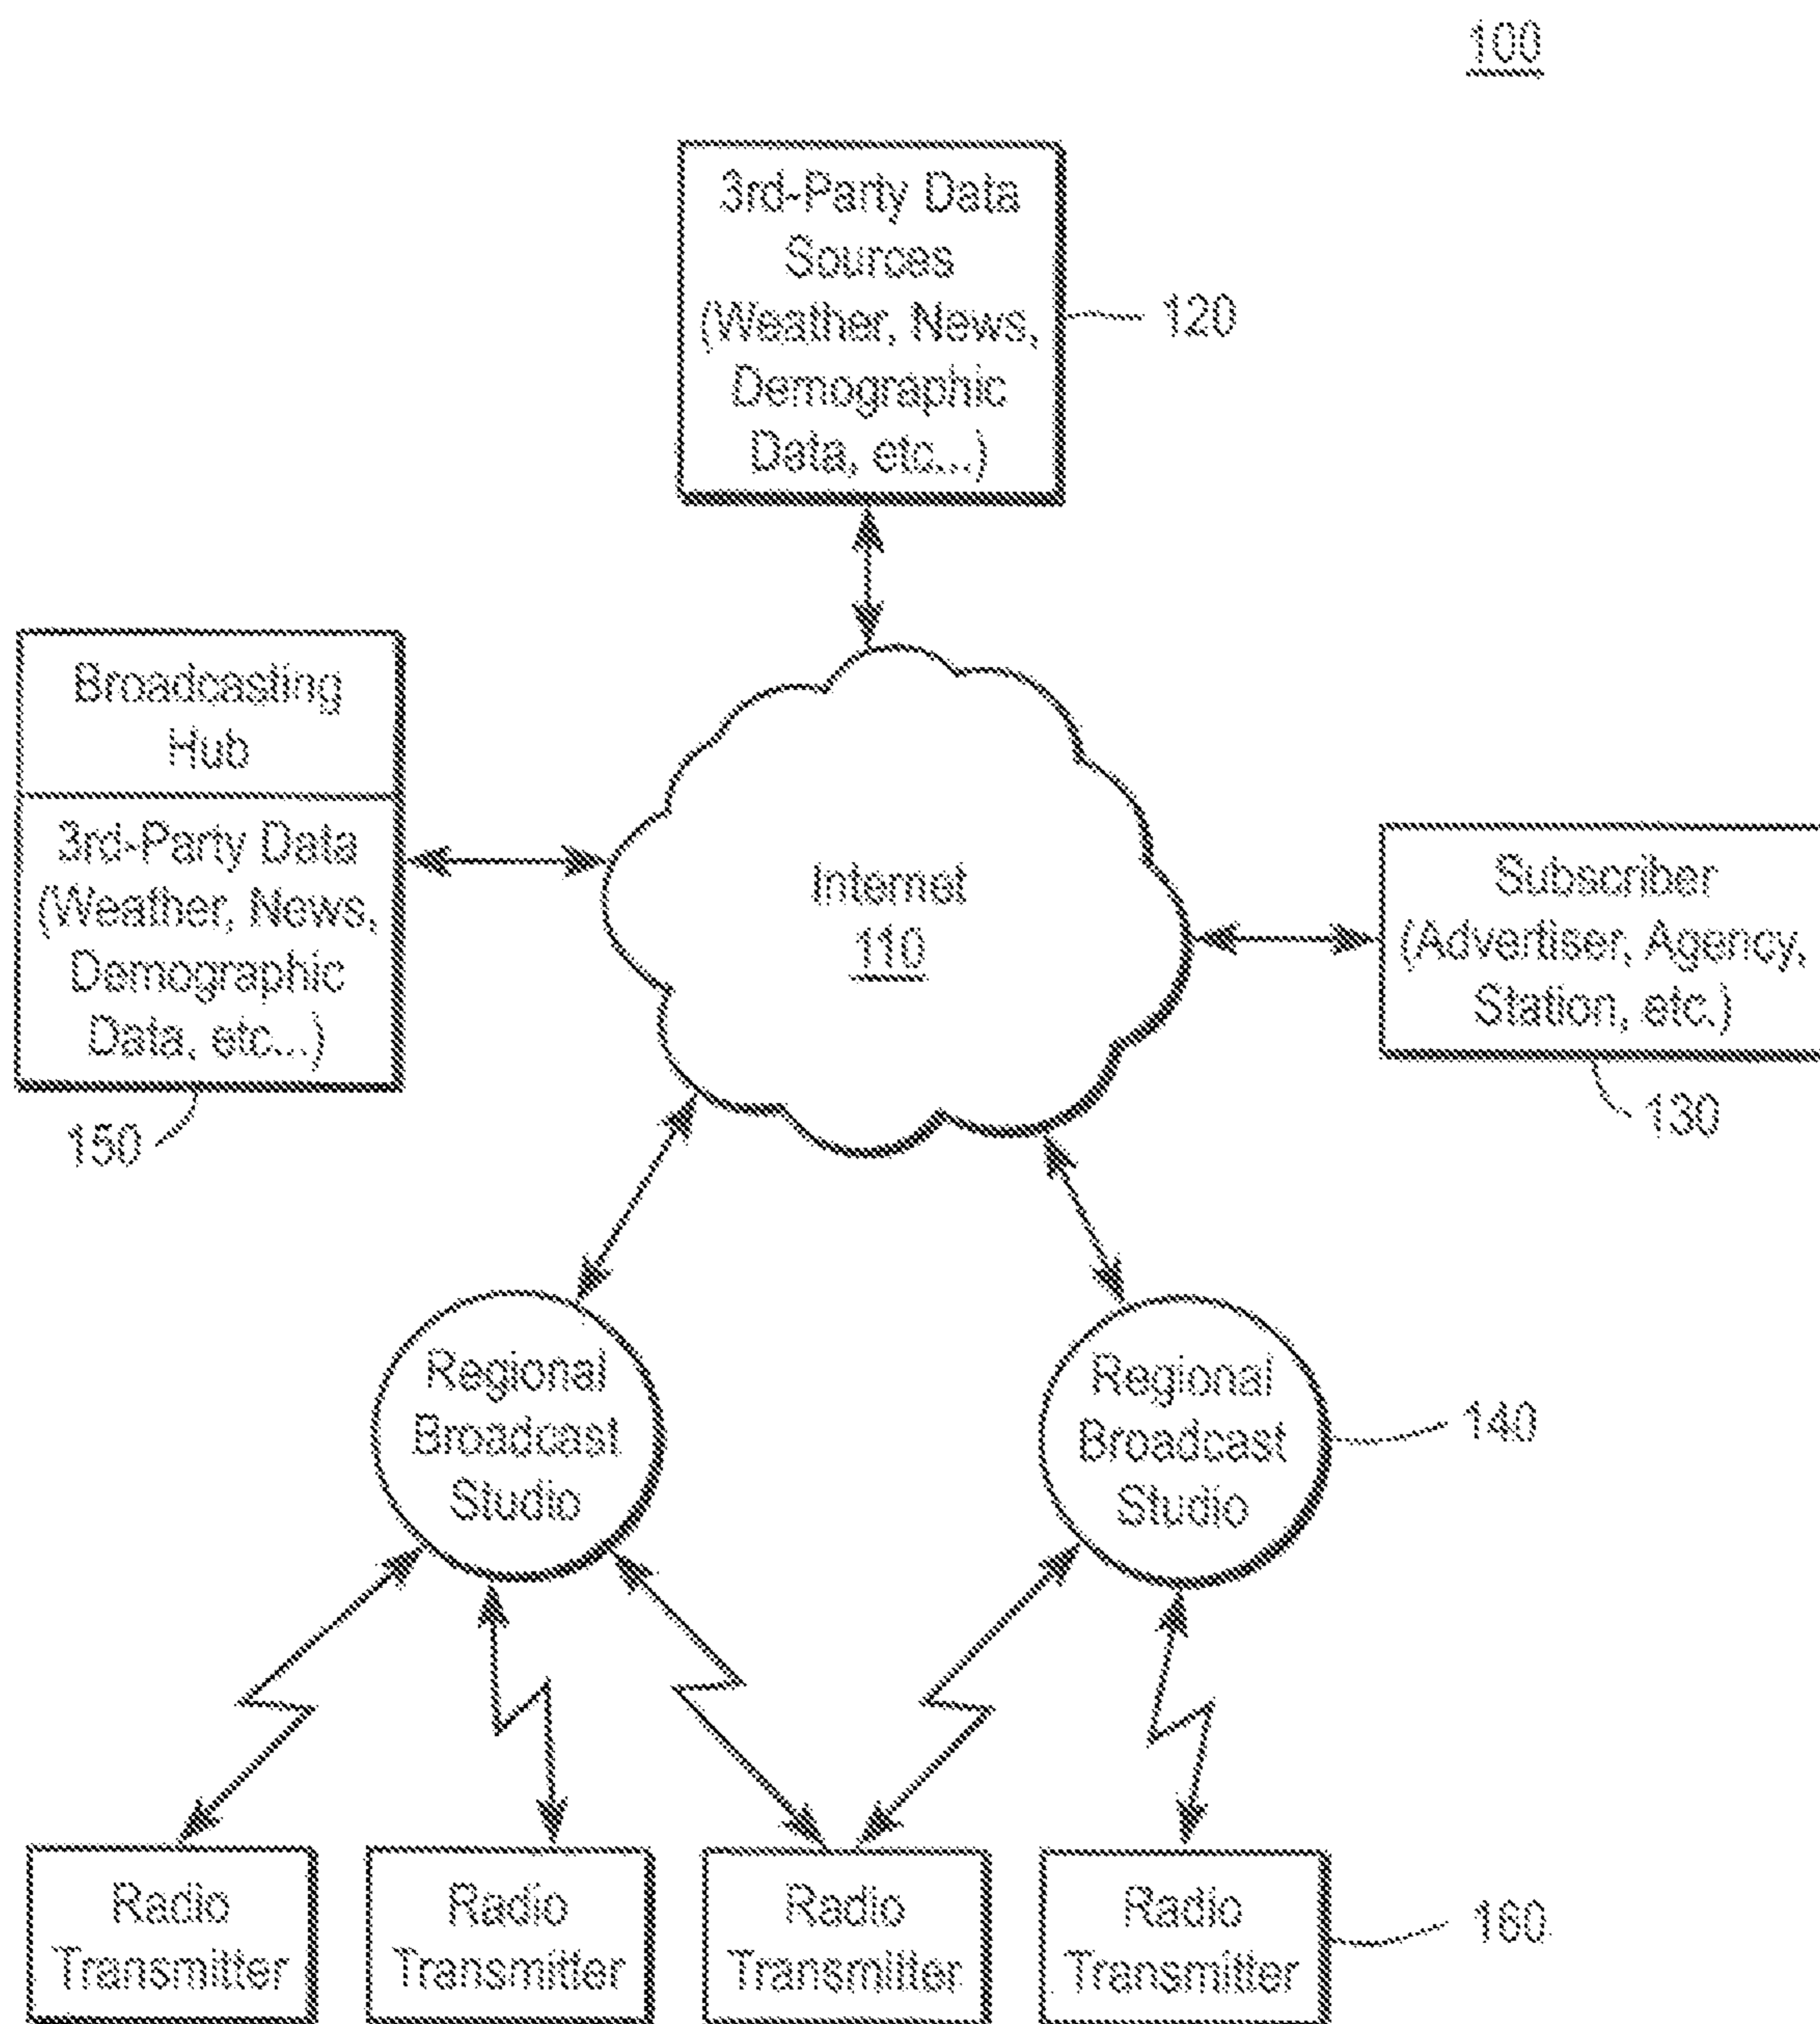 100
3rd-Party Data
Sources
(Weather, News,
Demographic
Data, etc...)
120
Broadcasting
Hub
3rd-Party Data
(Weather, News,
Demographic
Data, etc...)
150
Internet
110
Subscriber
(Advertiser, Agency,
Station, etc.)
130
Regional
Broadcast
Studio
Regional
Broadcast
Studio
140
Radio
Transmitter
Radio
Transmitter
Radio
Transmitter
Radio
Transmitter
160